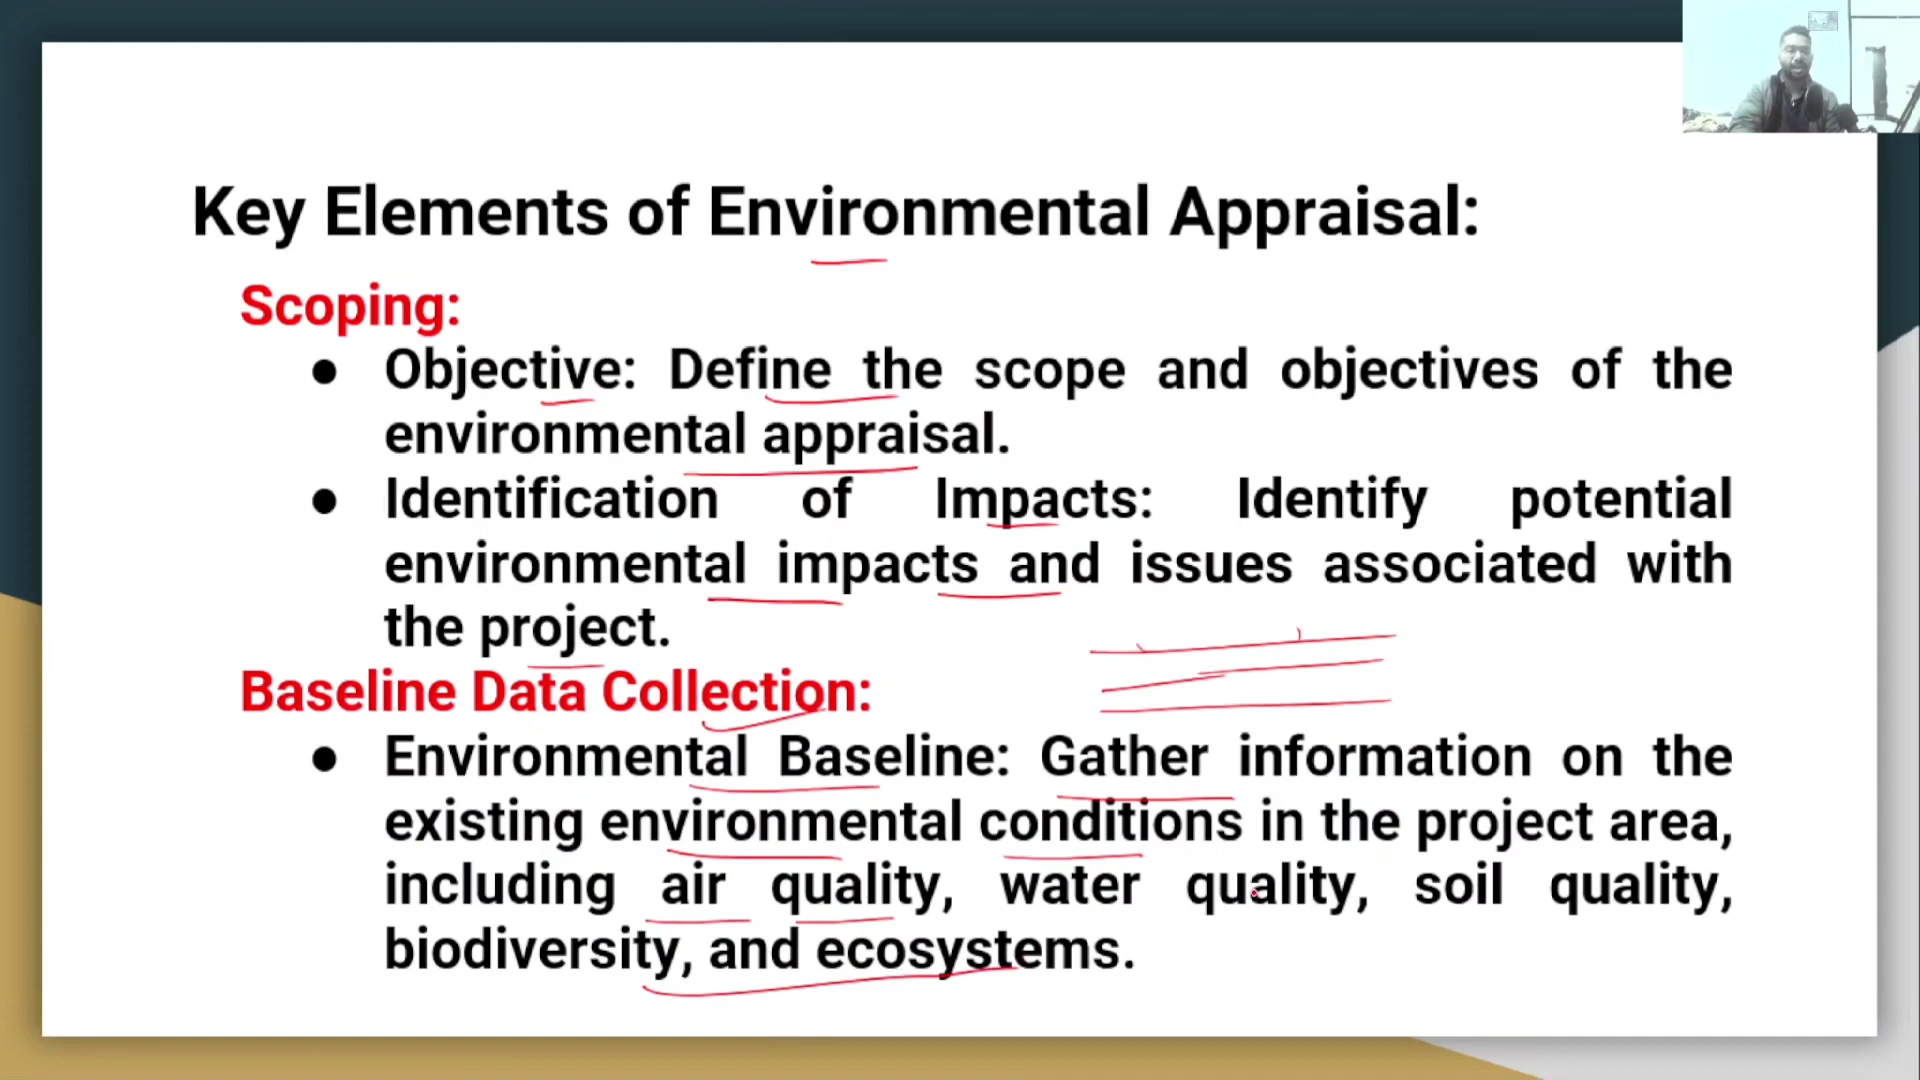 Key Elements of Environmental Appraisal:
Scoping:
● Objective: Define the scope and objectives of the
environmental appraisal.
● Identification of Impacts: Identify potential
environmental impacts and issues associated with
the project.
Baseline Data Collection:
● Environmental Baseline: Gather information on the
existing environmental conditions in the project area,
including air quality, water quality, soil quality,
biodiversity, and ecosystems.